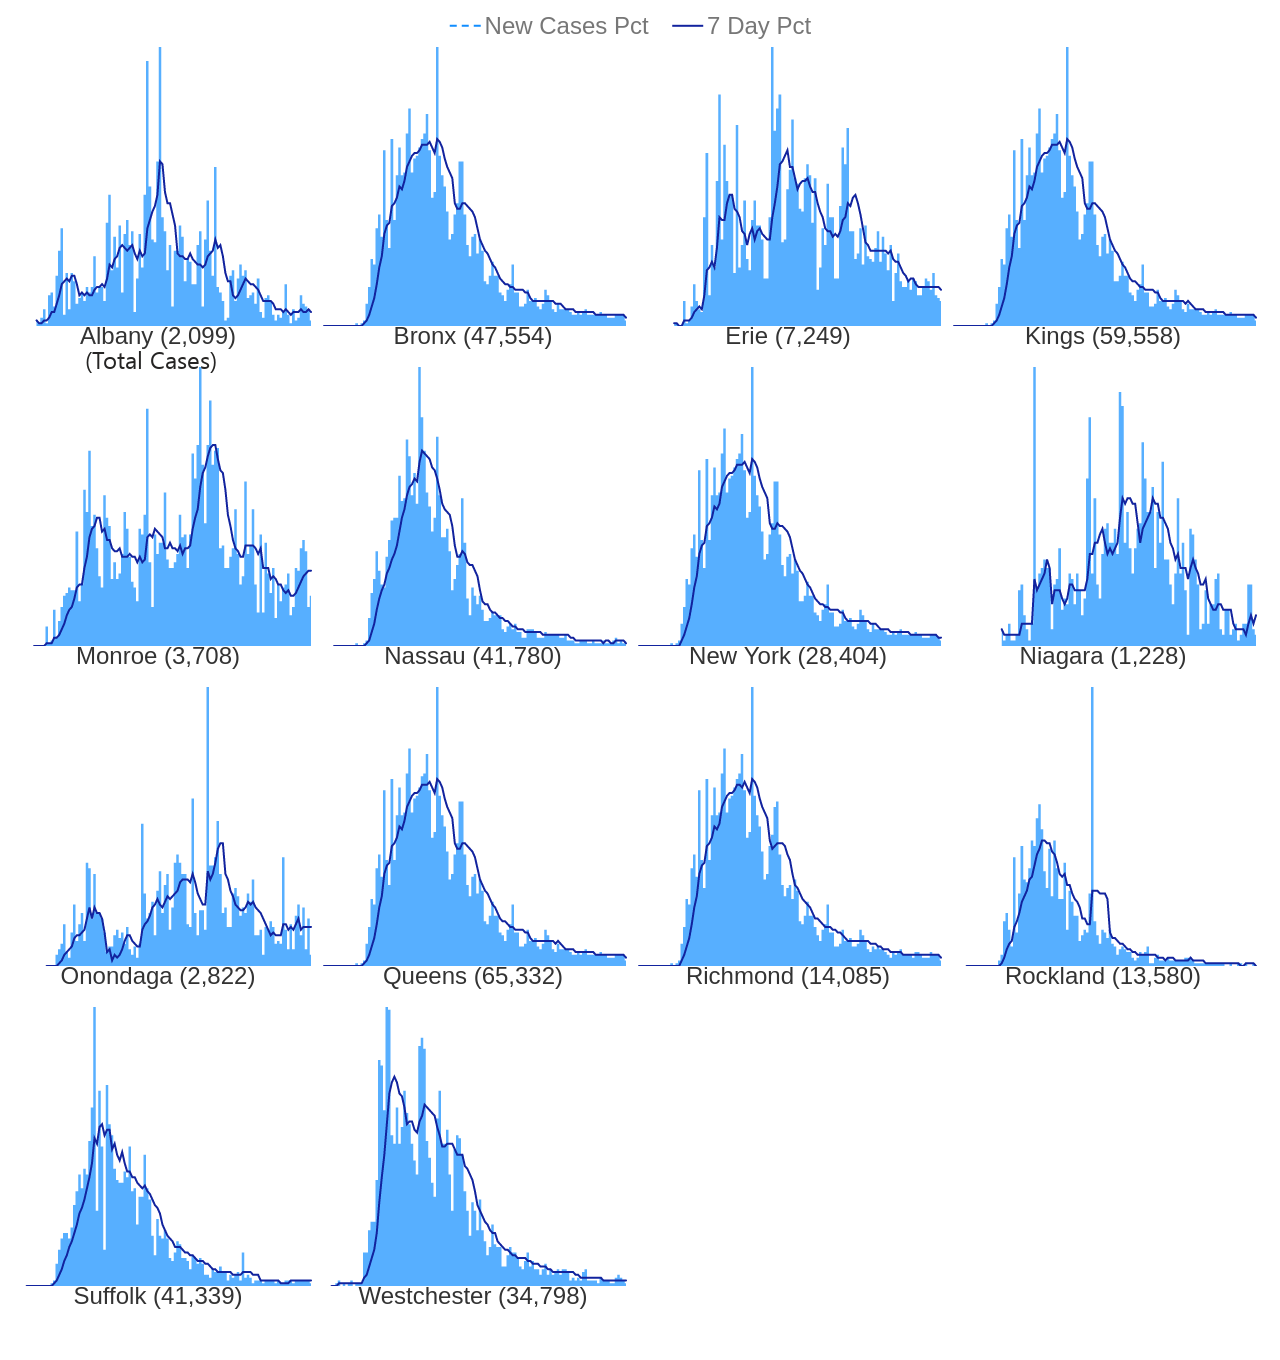 New Cases Pct 7 Day Pct
Albany (2,099) Bronx (47,554) Erie (7,249) Kings (59,558)
(Total Cases)
Monroe (3,708) Nassau (41,780) New York (28,404) Niagara (1,228)
Onondaga (2,822) Queens (65,332) Richmond (14,085) Rockland (13,580)
Suffolk (41,339) Westchester (34,798)